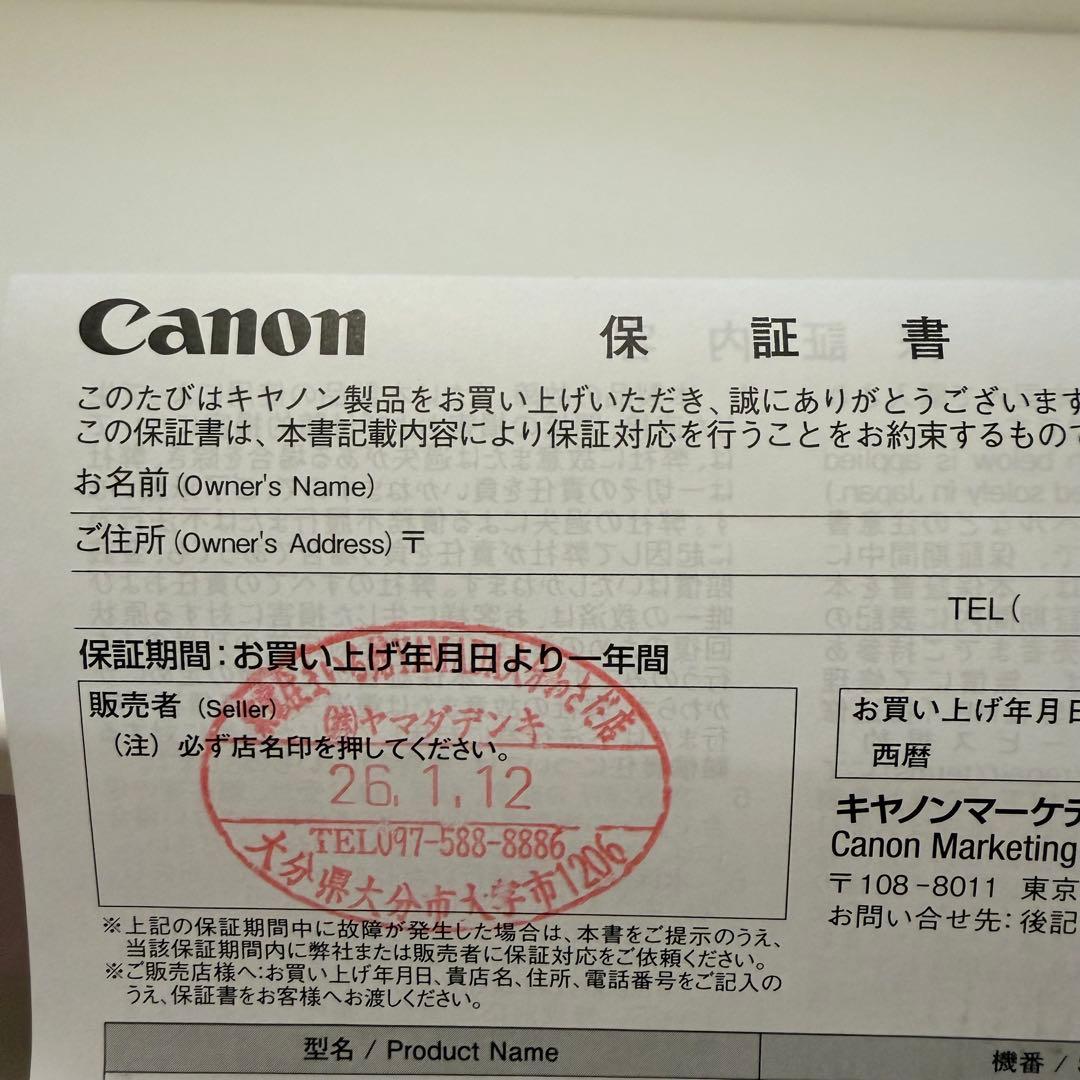 Canon 保証書
このたびはキヤノン製品をお買い上げいただき、誠にありがとうございます
この保証書は、本書記載内容により保証対応を行うことをお約束するもので
お名前 (Owner's Name)
ご住所 (Owner's Address) 〒
TEL (
保証期間:お買い上げ年月日より一年間
販売者 (Seller)
(注) 必ず店名印を押してください。
㈱ヤマダデンキ
26.1.12
TEL097-588-8886
大分県大分市大字市1206
お買い上げ年月日
西暦
キヤノンマーケテ
Canon Marketing
〒108-8011 東京
お問い合せ先:後記
※上記の保証期間中に故障が発生した場合は、本書をご提示のうえ、
当該保証期間内に弊社または販売者に保証対応をご依頼ください。
※ご販売店様へ:お買い上げ年月日、貴店名、住所、電話番号をご記入の
うえ、保証書をお客様へお渡しください。
型名 / Product Name
機番 /